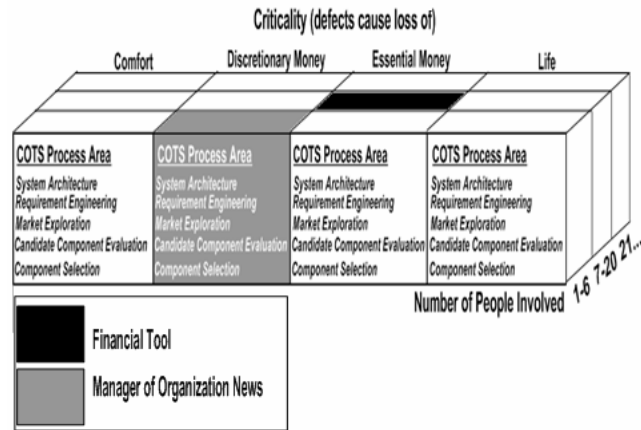 Criticality (defects cause loss of)
Comfort Discretionary Money Essential Money Life
COTS Process Area COTS Process Area COTS Process Area COTS Process Area
System Architecture System Architecture System Architecture System Architecture
Requirement Engineering Requirement Engineering Requirement Engineering Requirement Engineering
Market Exploration Market Exploration Market Exploration Market Exploration
Candidate Component Evaluation Candidate Component Evaluation Candidate Component Evaluation Candidate Component Evaluation
Component Selection Component Selection Component Selection Component Selection
Number of People Involved 1-6 7-20 21...
Financial Tool
Manager of Organization News